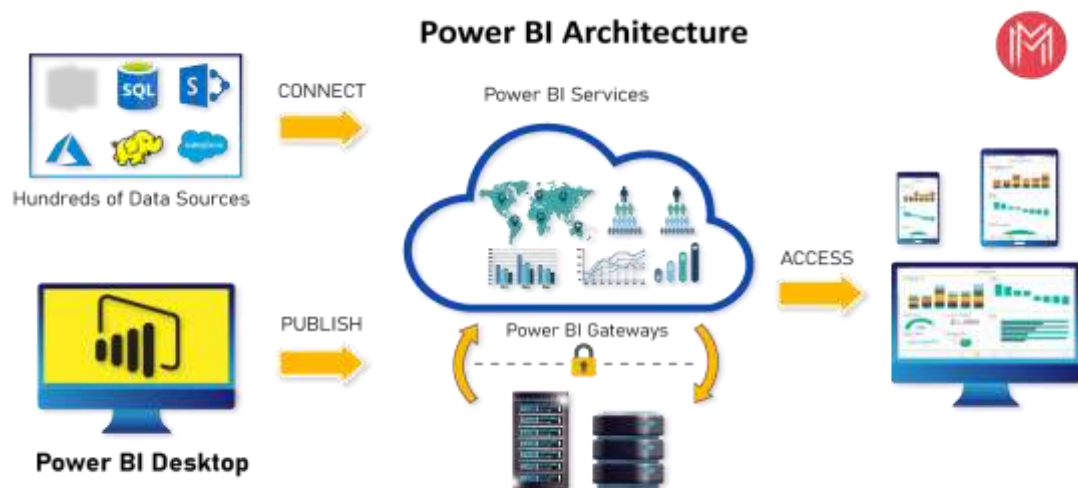 Power BI Architecture
CONNECT
Power BI Services
SQL
S
Hundreds of Data Sources
ACCESS
PUBLISH
Power BI Gateways
Power BI Desktop